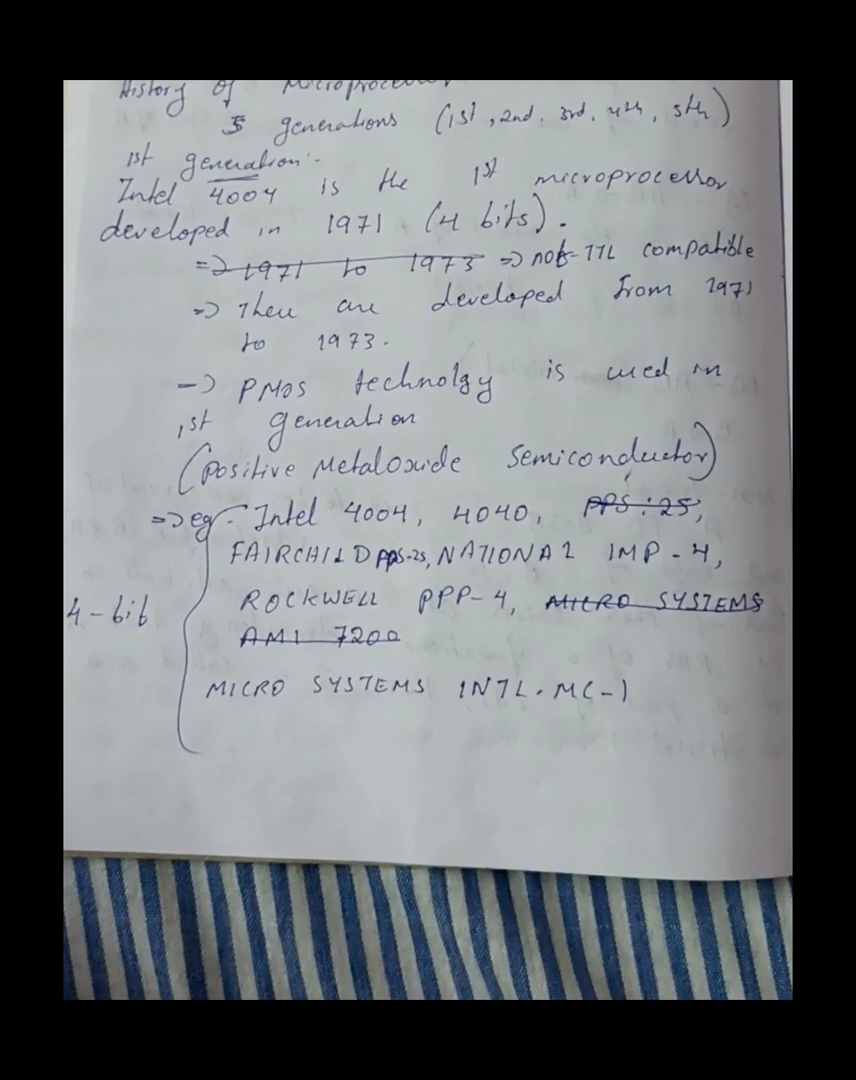 History of Microprocessor
5 generations (1st, 2nd, 3rd, 4th, 5th)
1st generation:-
Intel 4004 is the 1st microprocessor
developed in 1971 (4 bits).
=> 1971 to 1973 => not TTL compatible
=> These are developed from 1971
to 1973.
-> PMOS technolgy is used in
1st generation
(positive Metaloxide semiconductor)
=> eg - Intel 4004, 4040, PPS:25,
FAIRCHILD PPS-25, NATIONAL IMP-4,
ROCKWELL PPP-4, MICRO SYSTEMS
4-bit
AMI 7200
MICRO SYSTEMS INTL. MC-1